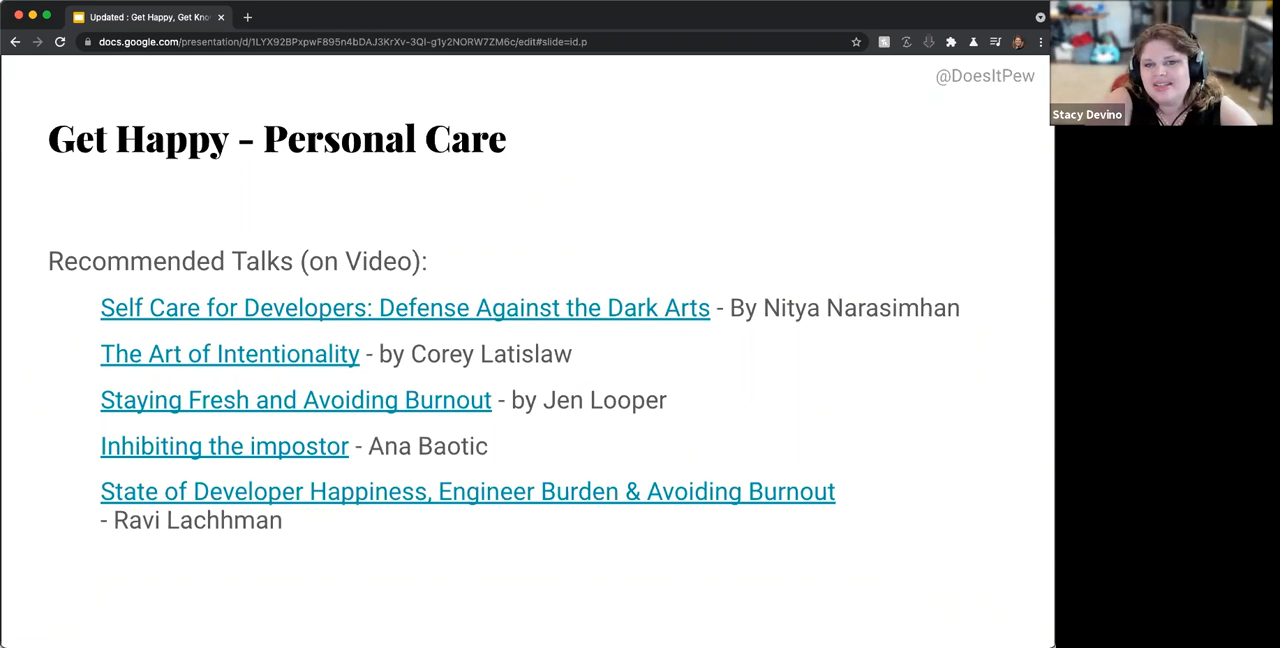 Updated : Get Happy, Get Kno
docs.google.com/presentation/d/1LYX92BPxpwF895n4bDAJ3KrXv-3QI-g1y2NORW7ZM6c/edit#slide=id.p
@DoesItPew
Stacy Devino
Get Happy - Personal Care
Recommended Talks (on Video):
Self Care for Developers: Defense Against the Dark Arts - By Nitya Narasimhan
The Art of Intentionality - by Corey Latislaw
Staying Fresh and Avoiding Burnout - by Jen Looper
Inhibiting the impostor - Ana Baotic
State of Developer Happiness, Engineer Burden & Avoiding Burnout
- Ravi Lachhman